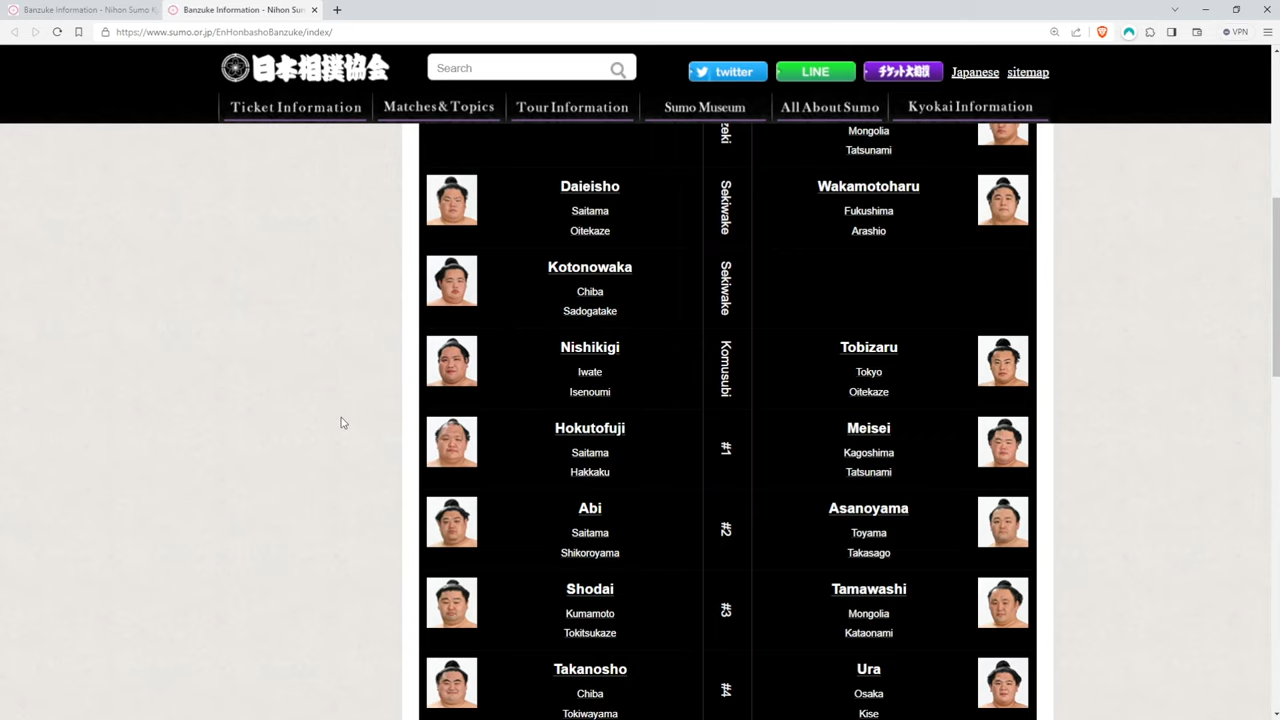 Banzuke Information - Nihon Sumo K
Banzuke Information - Nihon Sun
https://www.sumo.or.jp/EnHonbashoBanzuke/index/
VPN
日本相撲協会
Search
twitter
LINE
チケット大相撲
Japanese
sitemap
Ticket Information
Matches & Topics
Tour Information
Sumo Museum
All About Sumo
Kyokai Information
zeki
Mongolia
Tatsunami
Daieisho
Saitama
Oitekaze
Sekiwake
Wakamotoharu
Fukushima
Arashio
Kotonowaka
Chiba
Sadogatake
Sekiwake
Nishikigi
Iwate
Isenoumi
Komusubi
Tobizaru
Tokyo
Oitekaze
Hokutofuji
Saitama
Hakkaku
#1
Meisei
Kagoshima
Tatsunami
Abi
Saitama
Shikoroyama
#2
Asanoyama
Toyama
Takasago
Shodai
Kumamoto
Tokitsukaze
#3
Tamawashi
Mongolia
Kataonami
Takanosho
Chiba
Tokiwayama
#4
Ura
Osaka
Kise